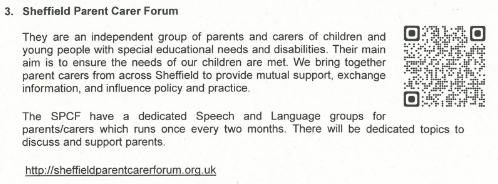 3. Sheffield Parent Carer Forum
They are an independent group of parents and carers of children and
young people with special educational needs and disabilities. Their main
aim is to ensure the needs of our children are met. We bring together
parent carers from across Sheffield to provide mutual support, exchange
information, and influence policy and practice.
The SPCF have a dedicated Speech and Language groups for
parents/carers which runs once every two months. There will be dedicated topics to
discuss and support parents.
http://sheffieldparentcarerforum.org.uk